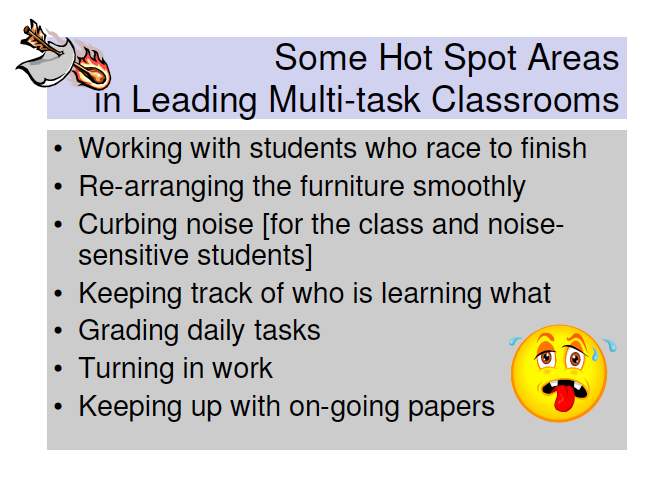 Some Hot Spot Areas
in Leading Multi-task Classrooms
• Working with students who race to finish
• Re-arranging the furniture smoothly
• Curbing noise [for the class and noise-
sensitive students]
• Keeping track of who is learning what
• Grading daily tasks
• Turning in work
• Keeping up with on-going papers